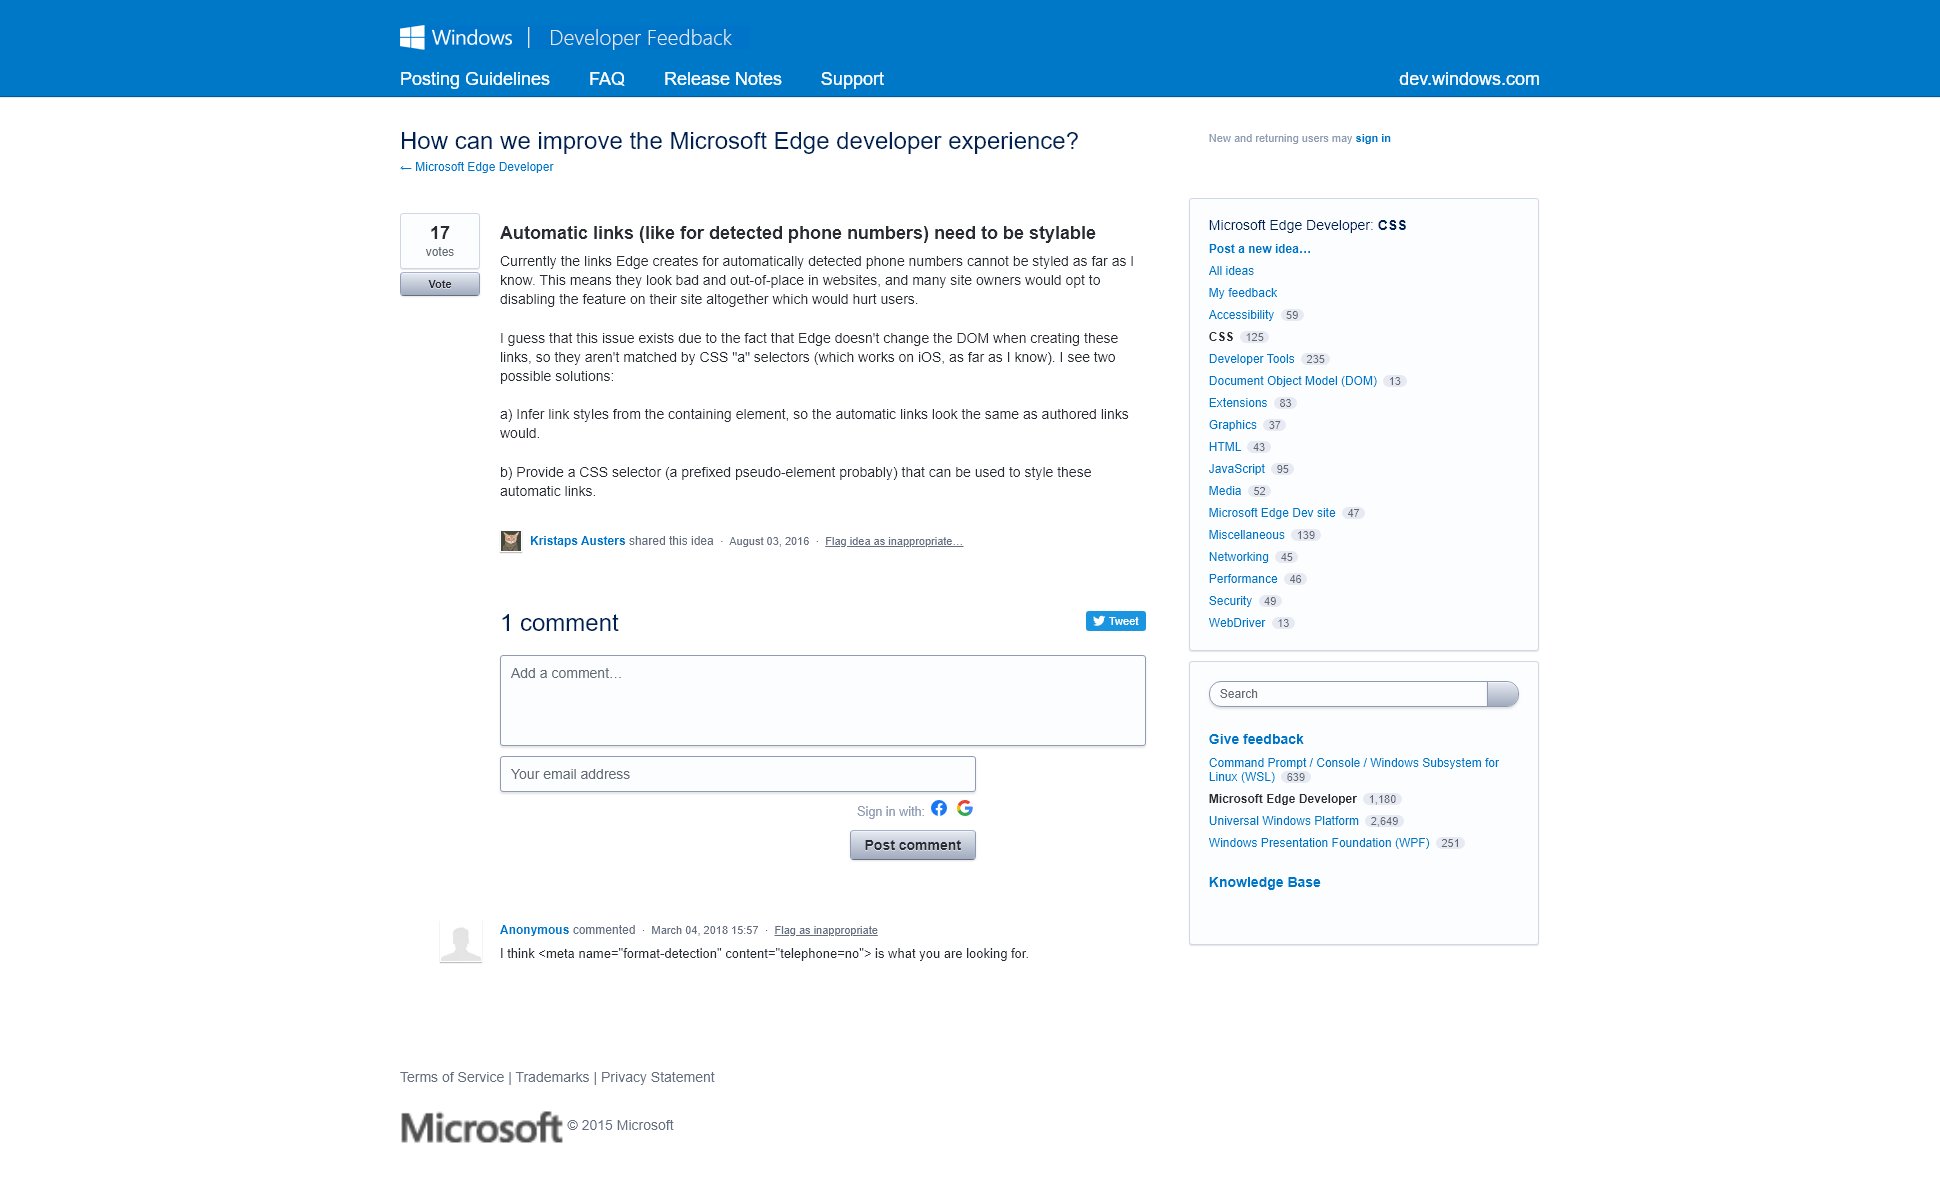 Windows | Developer Feedback
Posting Guidelines FAQ Release Notes Support dev.windows.com
How can we improve the Microsoft Edge developer experience?
← Microsoft Edge Developer
New and returning users may sign in
17
votes
Vote
Automatic links (like for detected phone numbers) need to be stylable
Currently the links Edge creates for automatically detected phone numbers cannot be styled as far as I
know. This means they look bad and out-of-place in websites, and many site owners would opt to
disabling the feature on their site altogether which would hurt users.
I guess that this issue exists due to the fact that Edge doesn't change the DOM when creating these
links, so they aren't matched by CSS "a" selectors (which works on iOS, as far as I know). I see two
possible solutions:
a) Infer link styles from the containing element, so the automatic links look the same as authored links
would.
b) Provide a CSS selector (a prefixed pseudo-element probably) that can be used to style these
automatic links.
Kristaps Austers shared this idea · August 03, 2016 · Flag idea as inappropriate…
1 comment
Tweet
Add a comment…
Your email address
Sign in with:
Post comment
Anonymous commented · March 04, 2018 15:57 · Flag as inappropriate
I think <meta name="format-detection" content="telephone=no"> is what you are looking for.
Microsoft Edge Developer: CSS
Post a new idea…
All ideas
My feedback
Accessibility 59
CSS 125
Developer Tools 235
Document Object Model (DOM) 13
Extensions 83
Graphics 37
HTML 43
JavaScript 95
Media 52
Microsoft Edge Dev site 47
Miscellaneous 139
Networking 45
Performance 46
Security 49
WebDriver 13
Search
Give feedback
Command Prompt / Console / Windows Subsystem for
Linux (WSL) 639
Microsoft Edge Developer 1,180
Universal Windows Platform 2,649
Windows Presentation Foundation (WPF) 251
Knowledge Base
Terms of Service | Trademarks | Privacy Statement
Microsoft © 2015 Microsoft